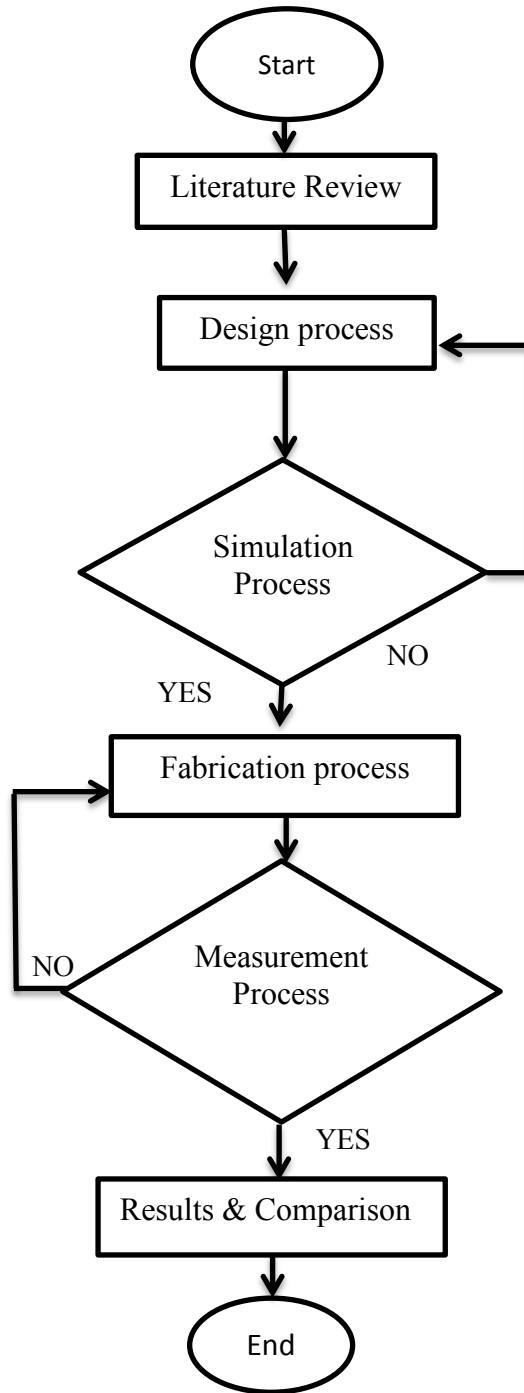 Start
Literature Review
Design process
Simulation
Process
NO
YES
Fabrication process
Measurement
Process
NO
YES
Results & Comparison
End